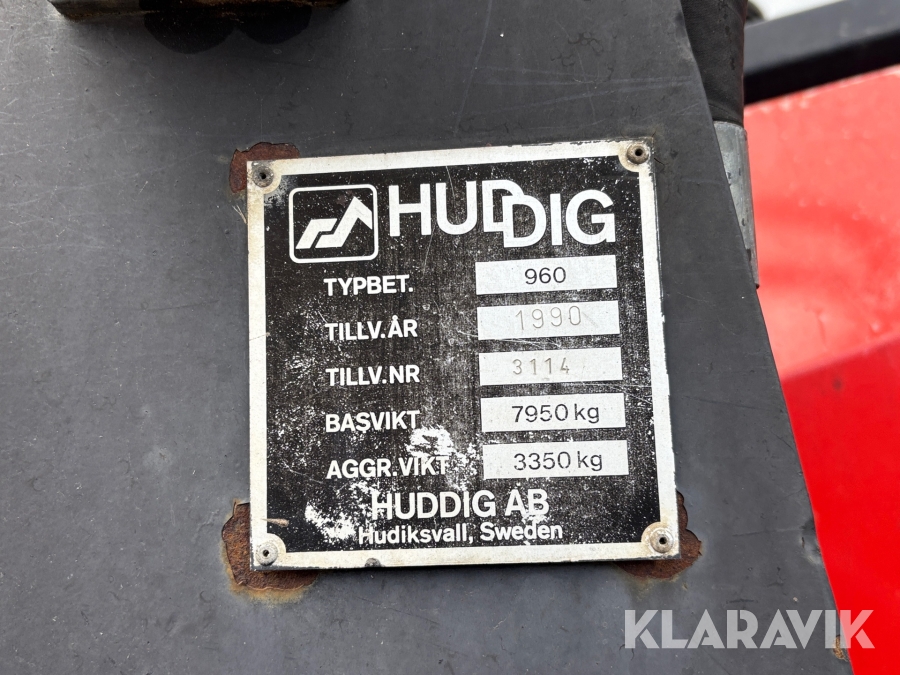 HUDDIG
TYPBET. 960
TILLV.ÅR 1990
TILLV.NR 3114
BASVIKT 7950 kg
AGGR.VIKT 3350 kg
HUDDIG AB
Hudiksvall, Sweden
KLARAVIK